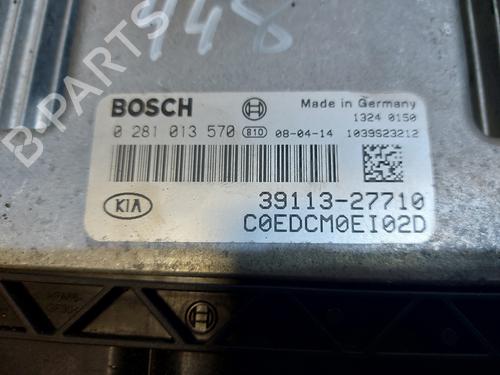 448
B-PARTS
BOSCH
Made in Germany
0 281 013 570 810 08-04-14
1324 0150
1039S23212
KIA
39113-27710
C0EDCM0EI02D